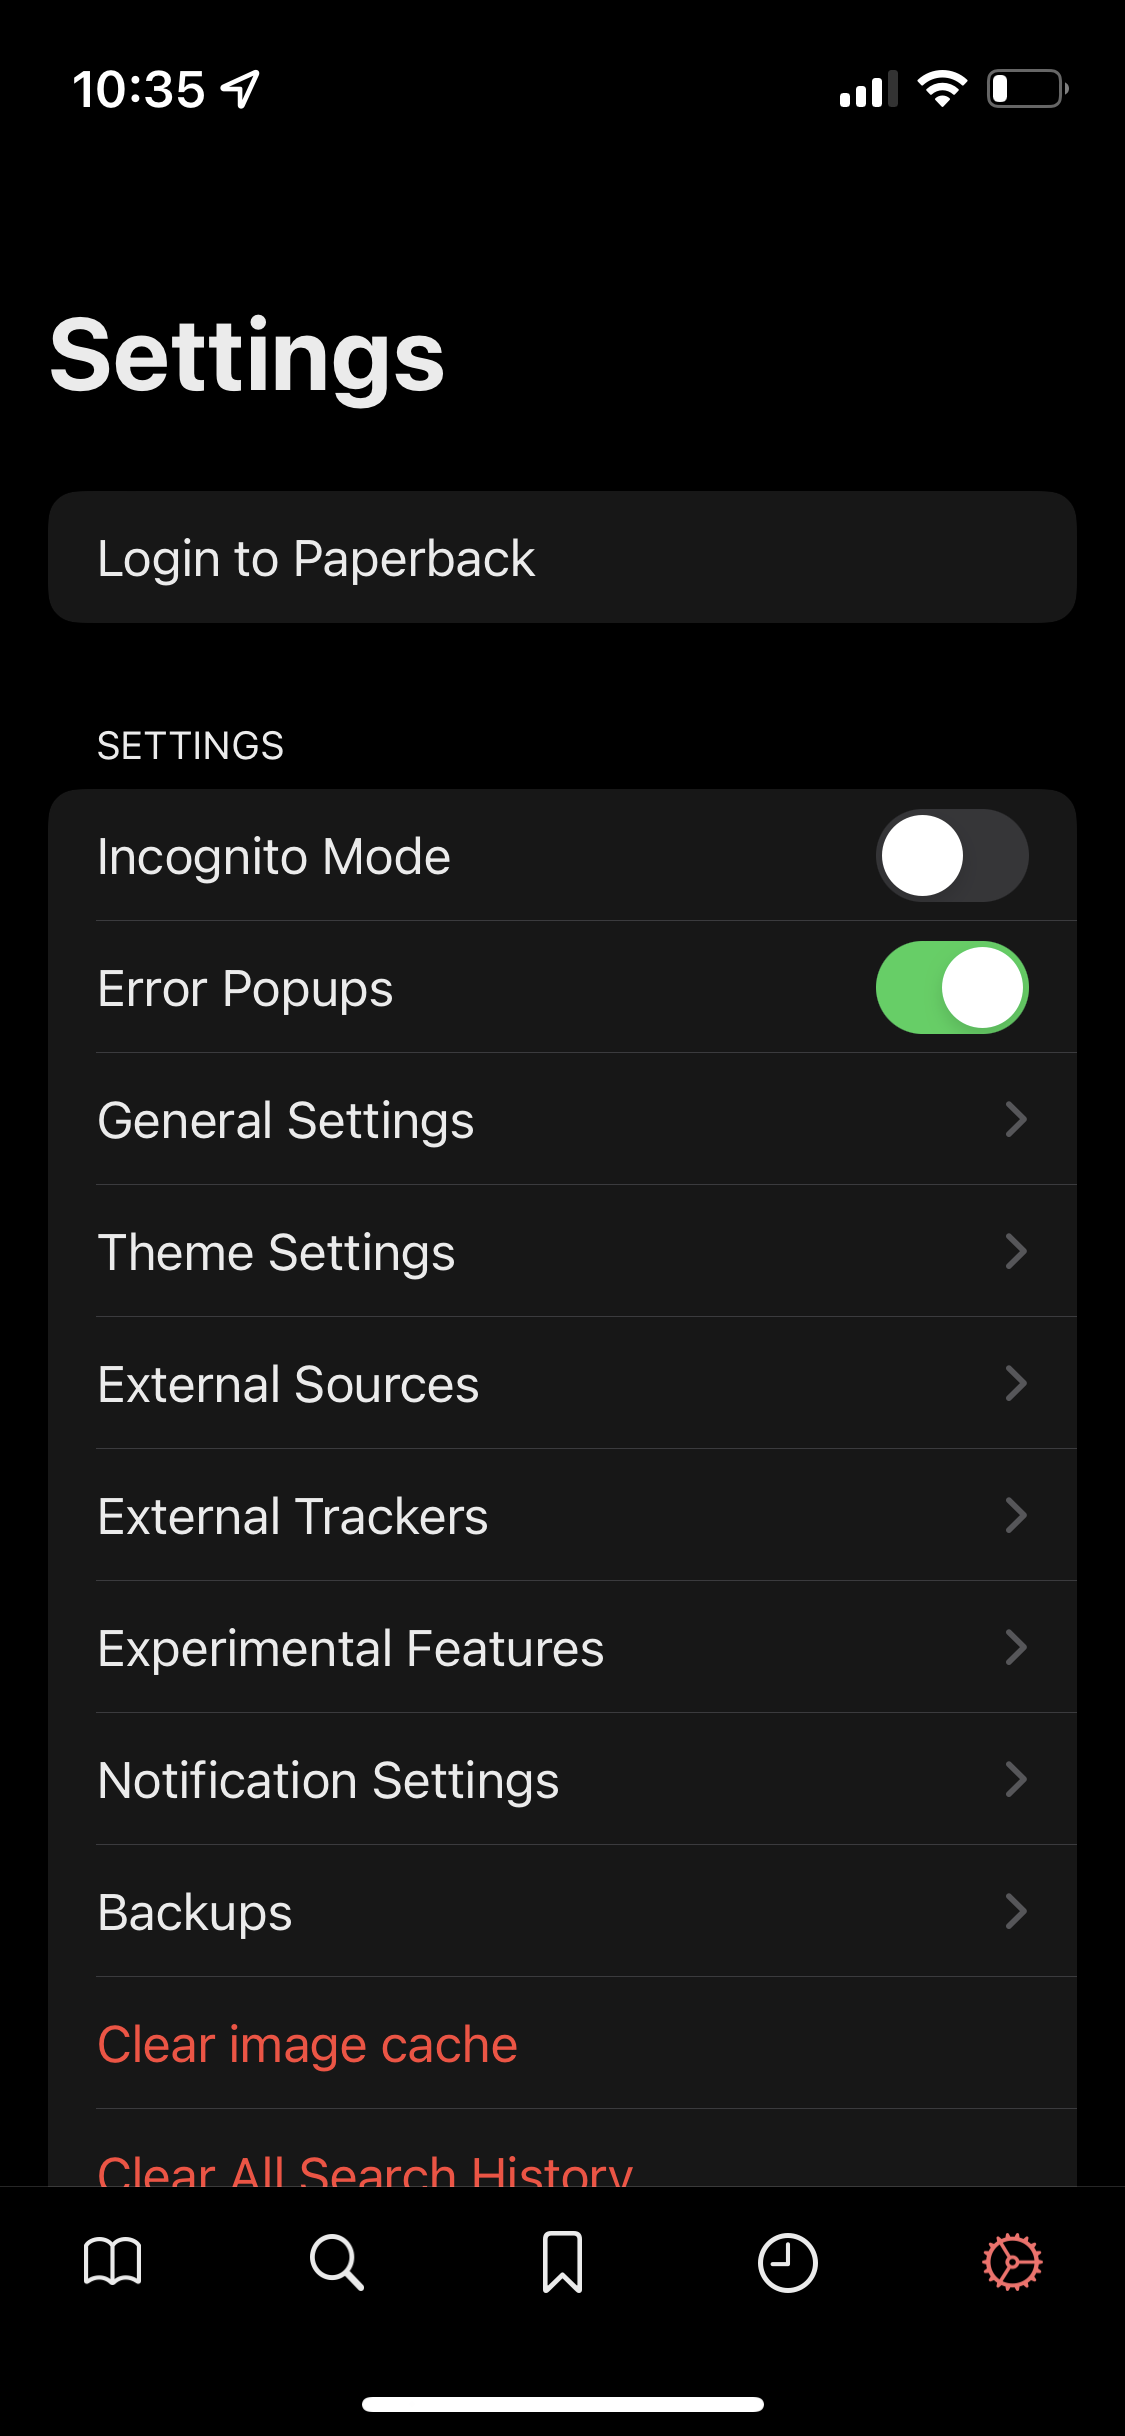 10:35
Settings
Login to Paperback
SETTINGS
Incognito Mode
Error Popups
General Settings
Theme Settings
External Sources
External Trackers
Experimental Features
Notification Settings
Backups
Clear image cache
Clear All Search History